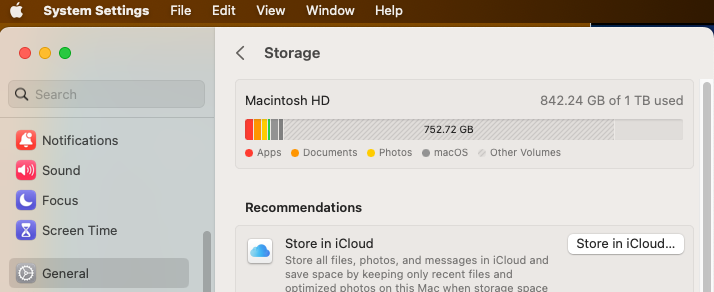 System Settings File Edit View Window Help
Storage
Search
Macintosh HD 842.24 GB of 1 TB used
752.72 GB
Apps Documents Photos macOS Other Volumes
Notifications
Sound
Focus
Screen Time
General
Recommendations
Store in iCloud
Store in iCloud...
Store all files, photos, and messages in iCloud and
save space by keeping only recent files and
optimized photos on this Mac when storage space